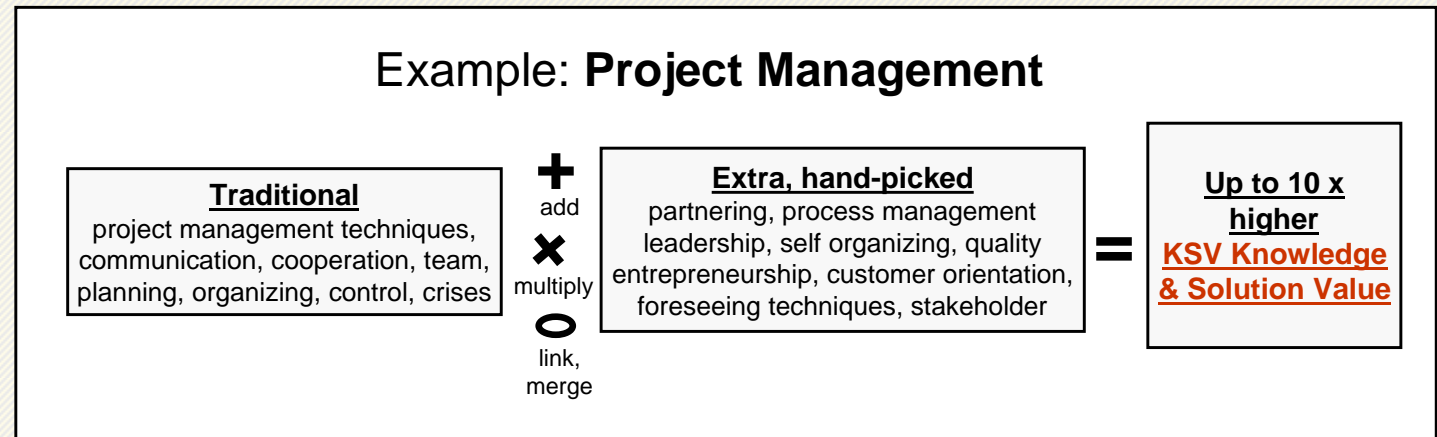 Example: Project Management
Traditional
project management techniques,
communication, cooperation, team,
planning, organizing, control, crises
+
add
×
multiply
link,
merge
Extra, hand-picked
partnering, process management
leadership, self organizing, quality
entrepreneurship, customer orientation,
foreseeing techniques, stakeholder
=
Up to 10 x
higher
KSV Knowledge
& Solution Value